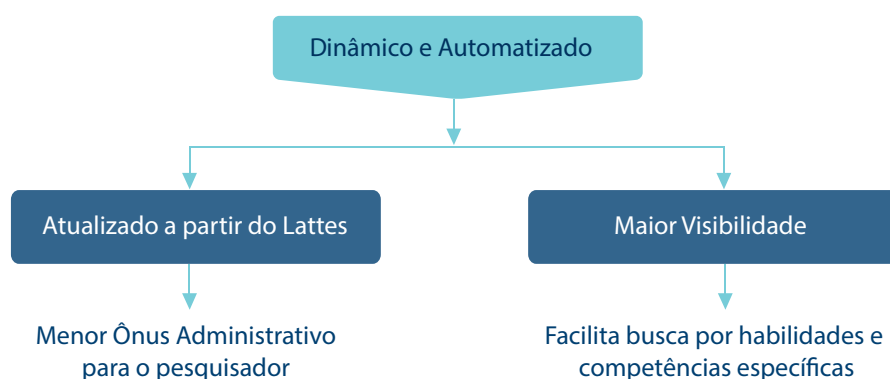 Dinâmico e Automatizado
Atualizado a partir do Lattes
Maior Visibilidade
Menor Ônus Administrativo
para o pesquisador
Facilita busca por habilidades e
competências específicas